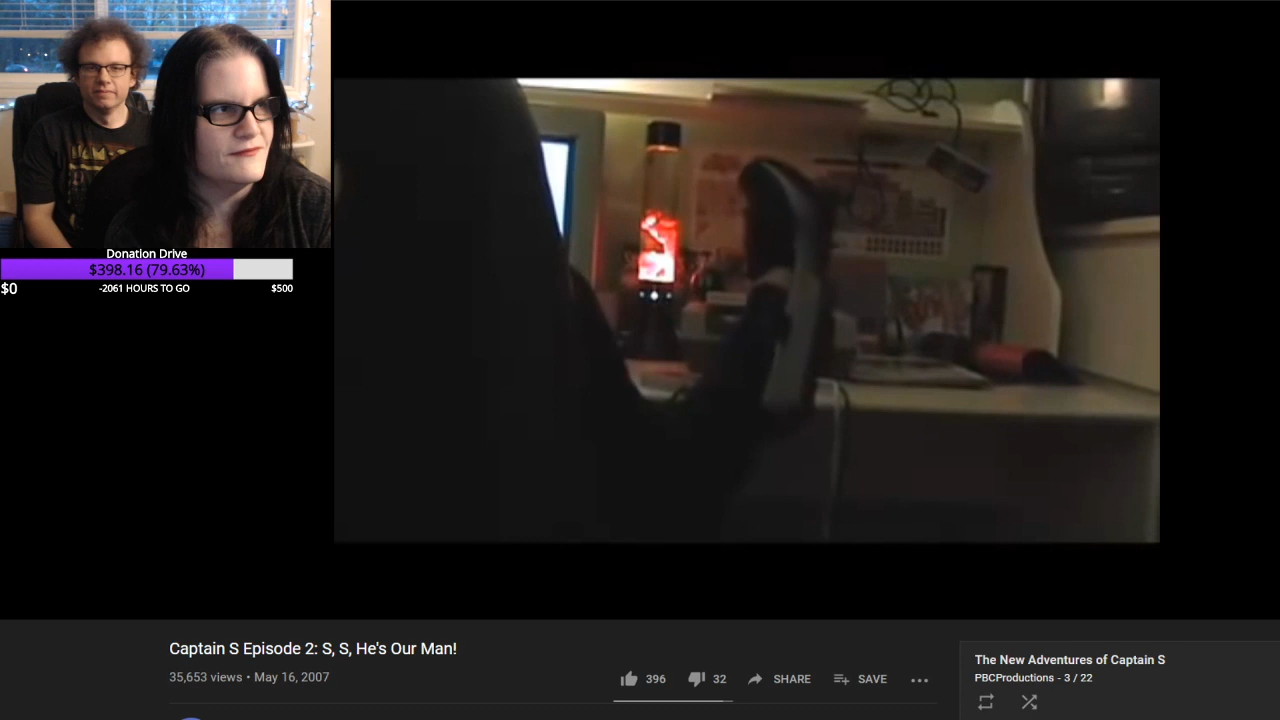 Donation Drive
$398.16 (79.63%)
$0 -2061 HOURS TO GO $500
Captain S Episode 2: S, S, He's Our Man!
35,653 views • May 16, 2007
396 32 SHARE SAVE
The New Adventures of Captain S
PBCProductions - 3 / 22